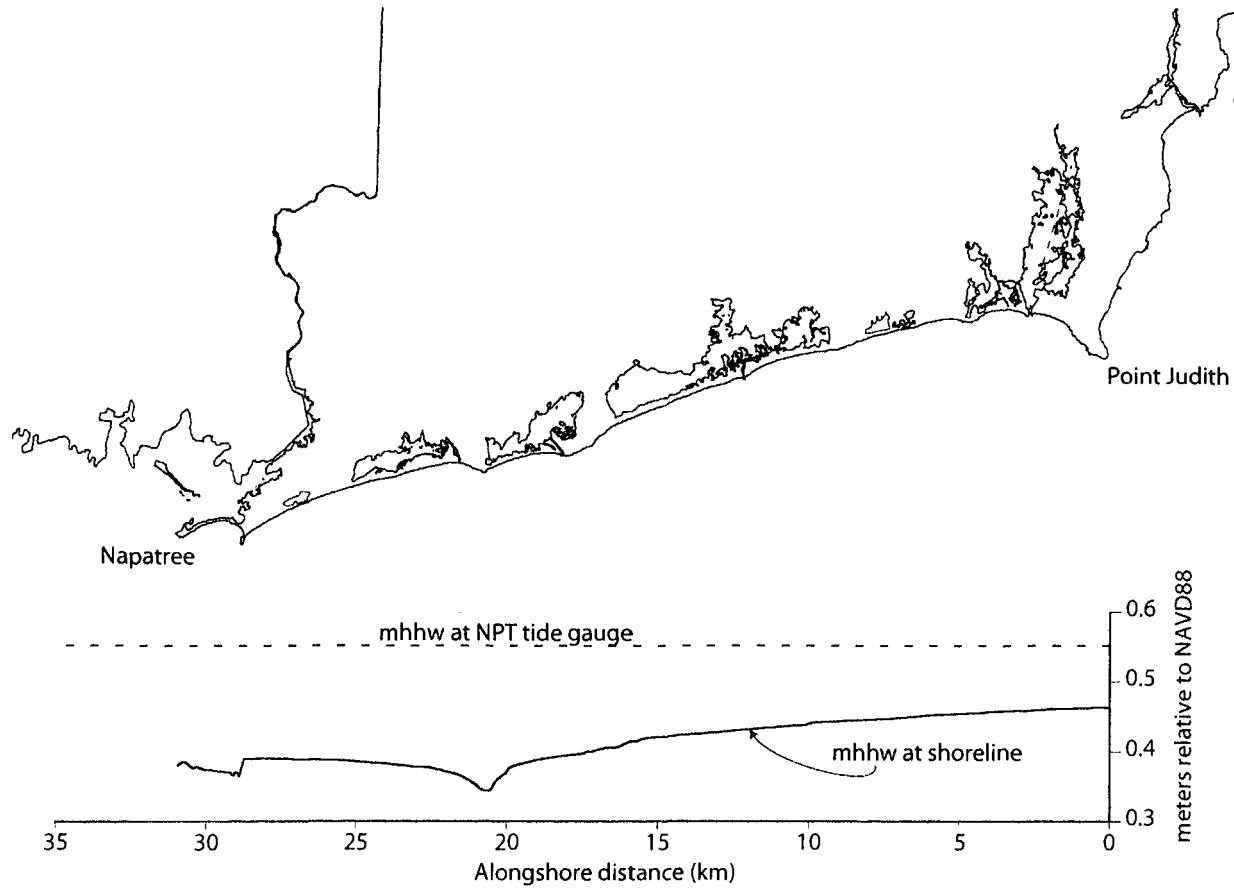 Point Judith
Napatree
mhhw at NPT tide gauge
mhhw at shoreline
0.6
0.5
0.4
0.3
meters relative to NAVD88
35 30 25 20 15 10 5 0
Alongshore distance (km)